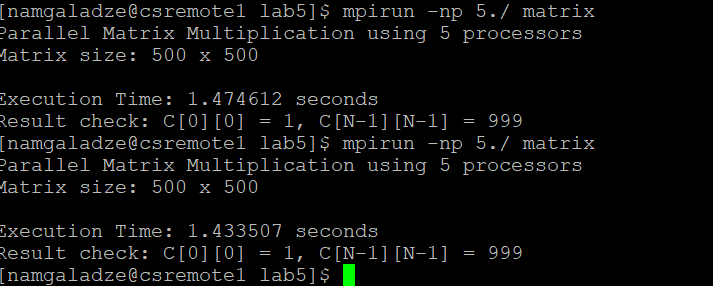 [namgaladze@csremote1 lab5]$ mpirun -np 5./ matrix
Parallel Matrix Multiplication using 5 processors
Matrix size: 500 x 500
Execution Time: 1.474612 seconds
Result check: C[0][0] = 1, C[N-1][N-1] = 999
[namgaladze@csremote1 lab5]$ mpirun -np 5./ matrix
Parallel Matrix Multiplication using 5 processors
Matrix size: 500 x 500
Execution Time: 1.433507 seconds
Result check: C[0][0] = 1, C[N-1][N-1] = 999
[namgaladze@csremote1 lab5]$